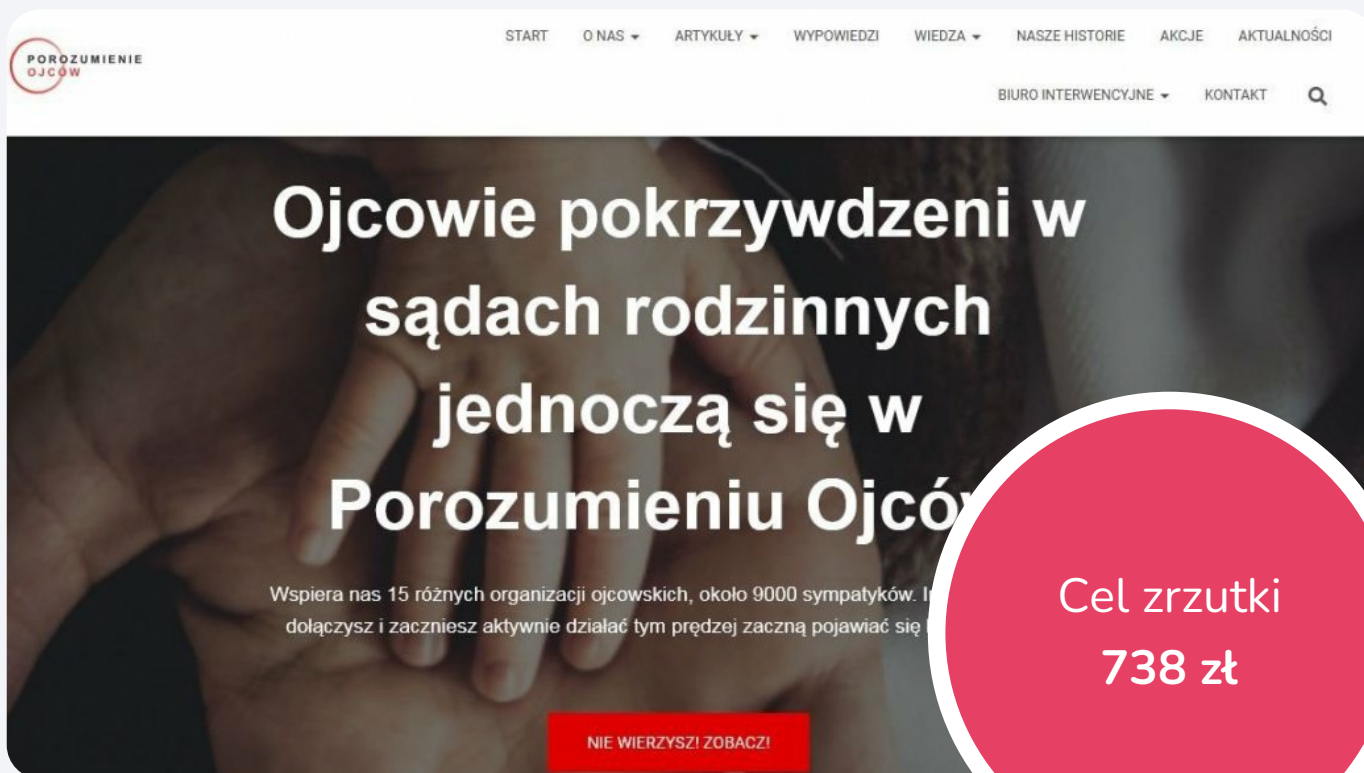 POROZUMIENIE
OJCÓW
START O NAS ARTYKUŁY WYPOWIEDZI WIEDZA NASZE HISTORIE AKCJE AKTUALNOŚCI
BIURO INTERWENCYJNE KONTAKT
Ojcowie pokrzywdzeni w
sądach rodzinnych
jednoczą się w
Porozumieniu
Wspiera nas 15 różnych organizacji ojcowskich, około 9000 sympatyków.
dołączysz i zaczniesz aktywnie działać tym prędzej zaczną pojawiać się
NIE WIERZYSZ! ZOBACZ!
Cel zrzutki
738 zł